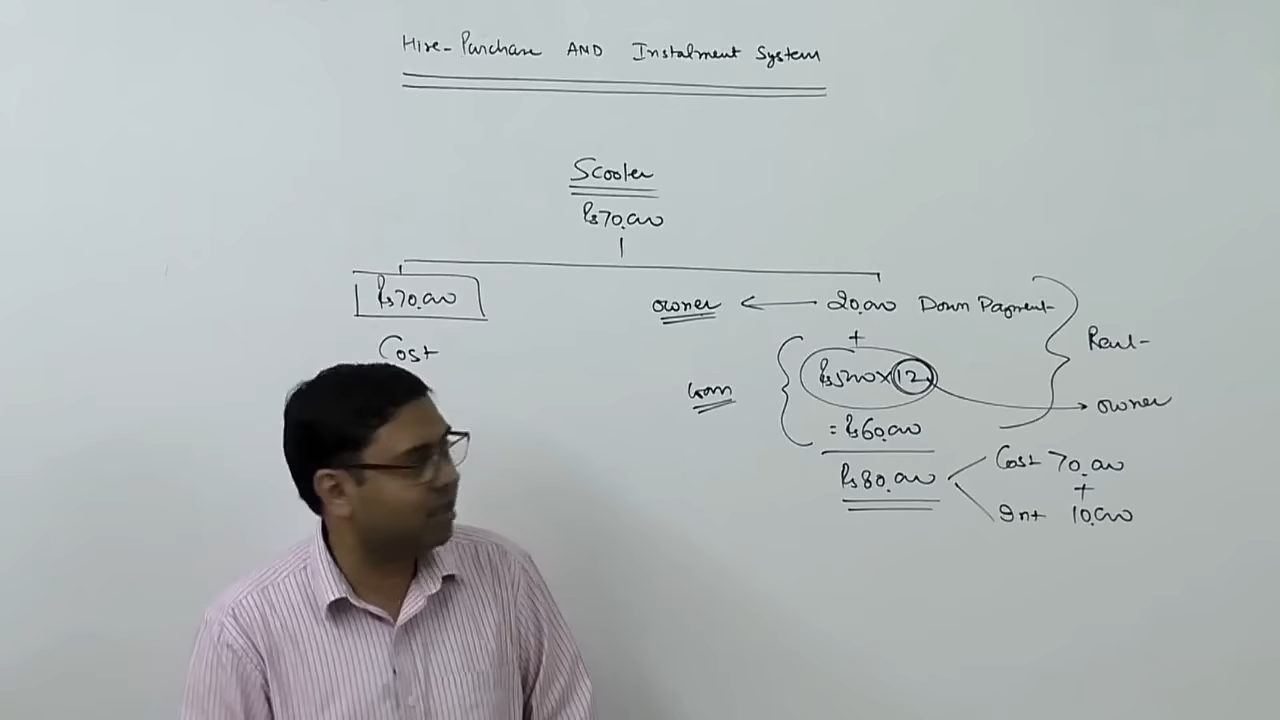 Hire-Purchase AND Instalment System
Scooter
Rs70,000
Rs70,000
Cost
owner ← 20,000 Down Payment
+
Rent
Rs5000×12
owner
Loan
= Rs60,000
Rs80,000
Cost 70,000
+
Int 10,000